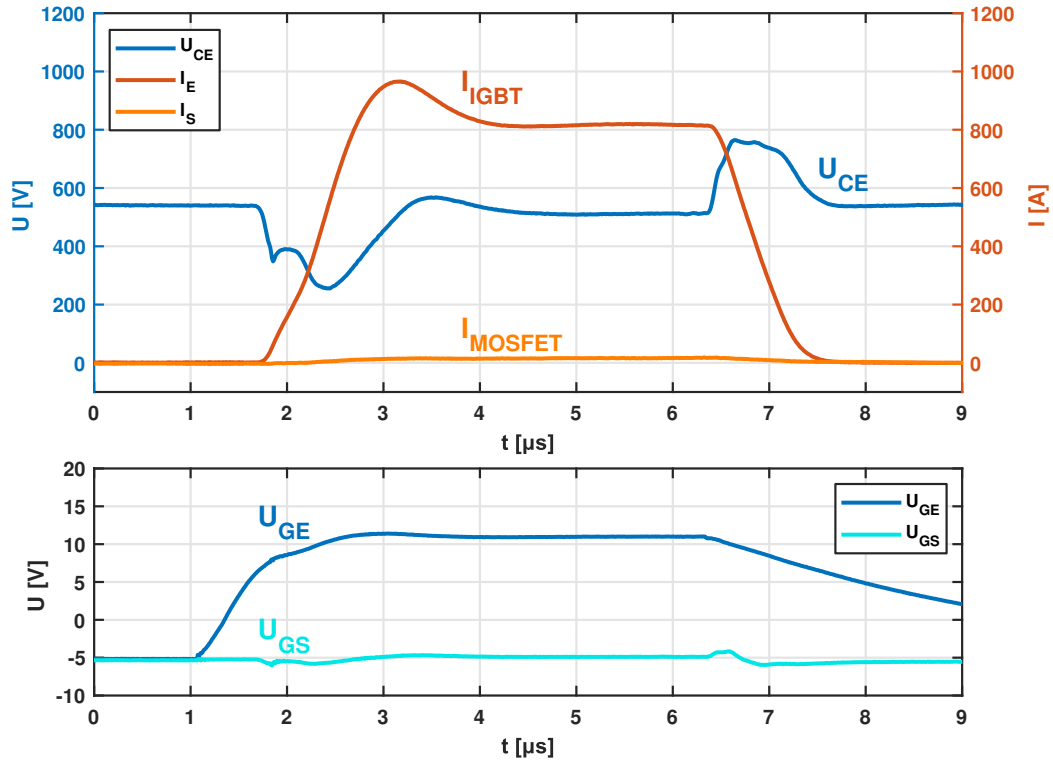 1200
1000
800
600
400
200
0
U [V]
1200
1000
800
600
400
200
0
I [A]
U_CE
I_E
I_S
I_IGBT
U_CE
I_MOSFET
0 1 2 3 4 5 6 7 8 9
t [µs]
20
15
10
5
0
-5
-10
U [V]
U_GE
U_GS
U_GE
U_GS
0 1 2 3 4 5 6 7 8 9
t [µs]